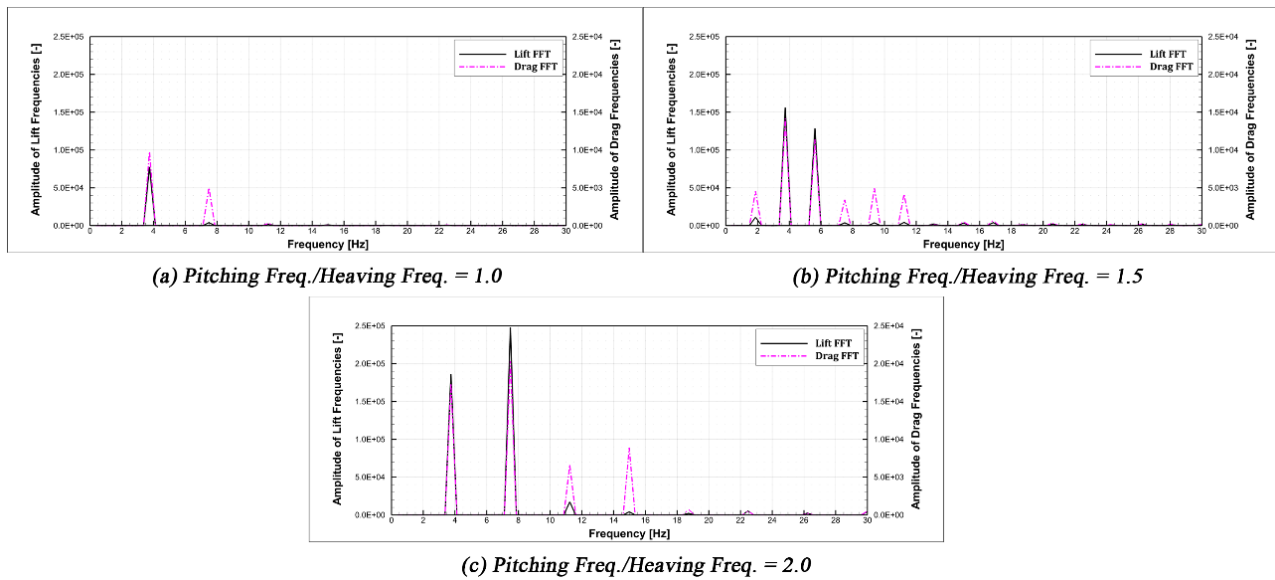 Amplitude of Lift Frequencies [-]
2.5E+05
2.0E+05
1.5E+05
1.0E+05
5.0E+04
0.0E+00
0 2 4 6 8 10 12 14 16 18 20 22 24 26 28 30
Frequency [Hz]
2.5E+04
2.0E+04
1.5E+04
1.0E+04
5.0E+03
0.0E+00
Amplitude of Drag Frequencies [-]
Lift FFT
Drag FFT
(a) Pitching Freq./Heaving Freq. = 1.0
Amplitude of Lift Frequencies [-]
2.5E+05
2.0E+05
1.5E+05
1.0E+05
5.0E+04
0.0E+00
0 2 4 6 8 10 12 14 16 18 20 22 24 26 28 30
Frequency [Hz]
2.5E+04
2.0E+04
1.5E+04
1.0E+04
5.0E+03
0.0E+00
Amplitude of Drag Frequencies [-]
Lift FFT
Drag FFT
(b) Pitching Freq./Heaving Freq. = 1.5
Amplitude of Lift Frequencies [-]
2.5E+05
2.0E+05
1.5E+05
1.0E+05
5.0E+04
0.0E+00
0 2 4 6 8 10 12 14 16 18 20 22 24 26 28 30
Frequency [Hz]
2.5E+04
2.0E+04
1.5E+04
1.0E+04
5.0E+03
0.0E+00
Amplitude of Drag Frequencies [-]
Lift FFT
Drag FFT
(c) Pitching Freq./Heaving Freq. = 2.0